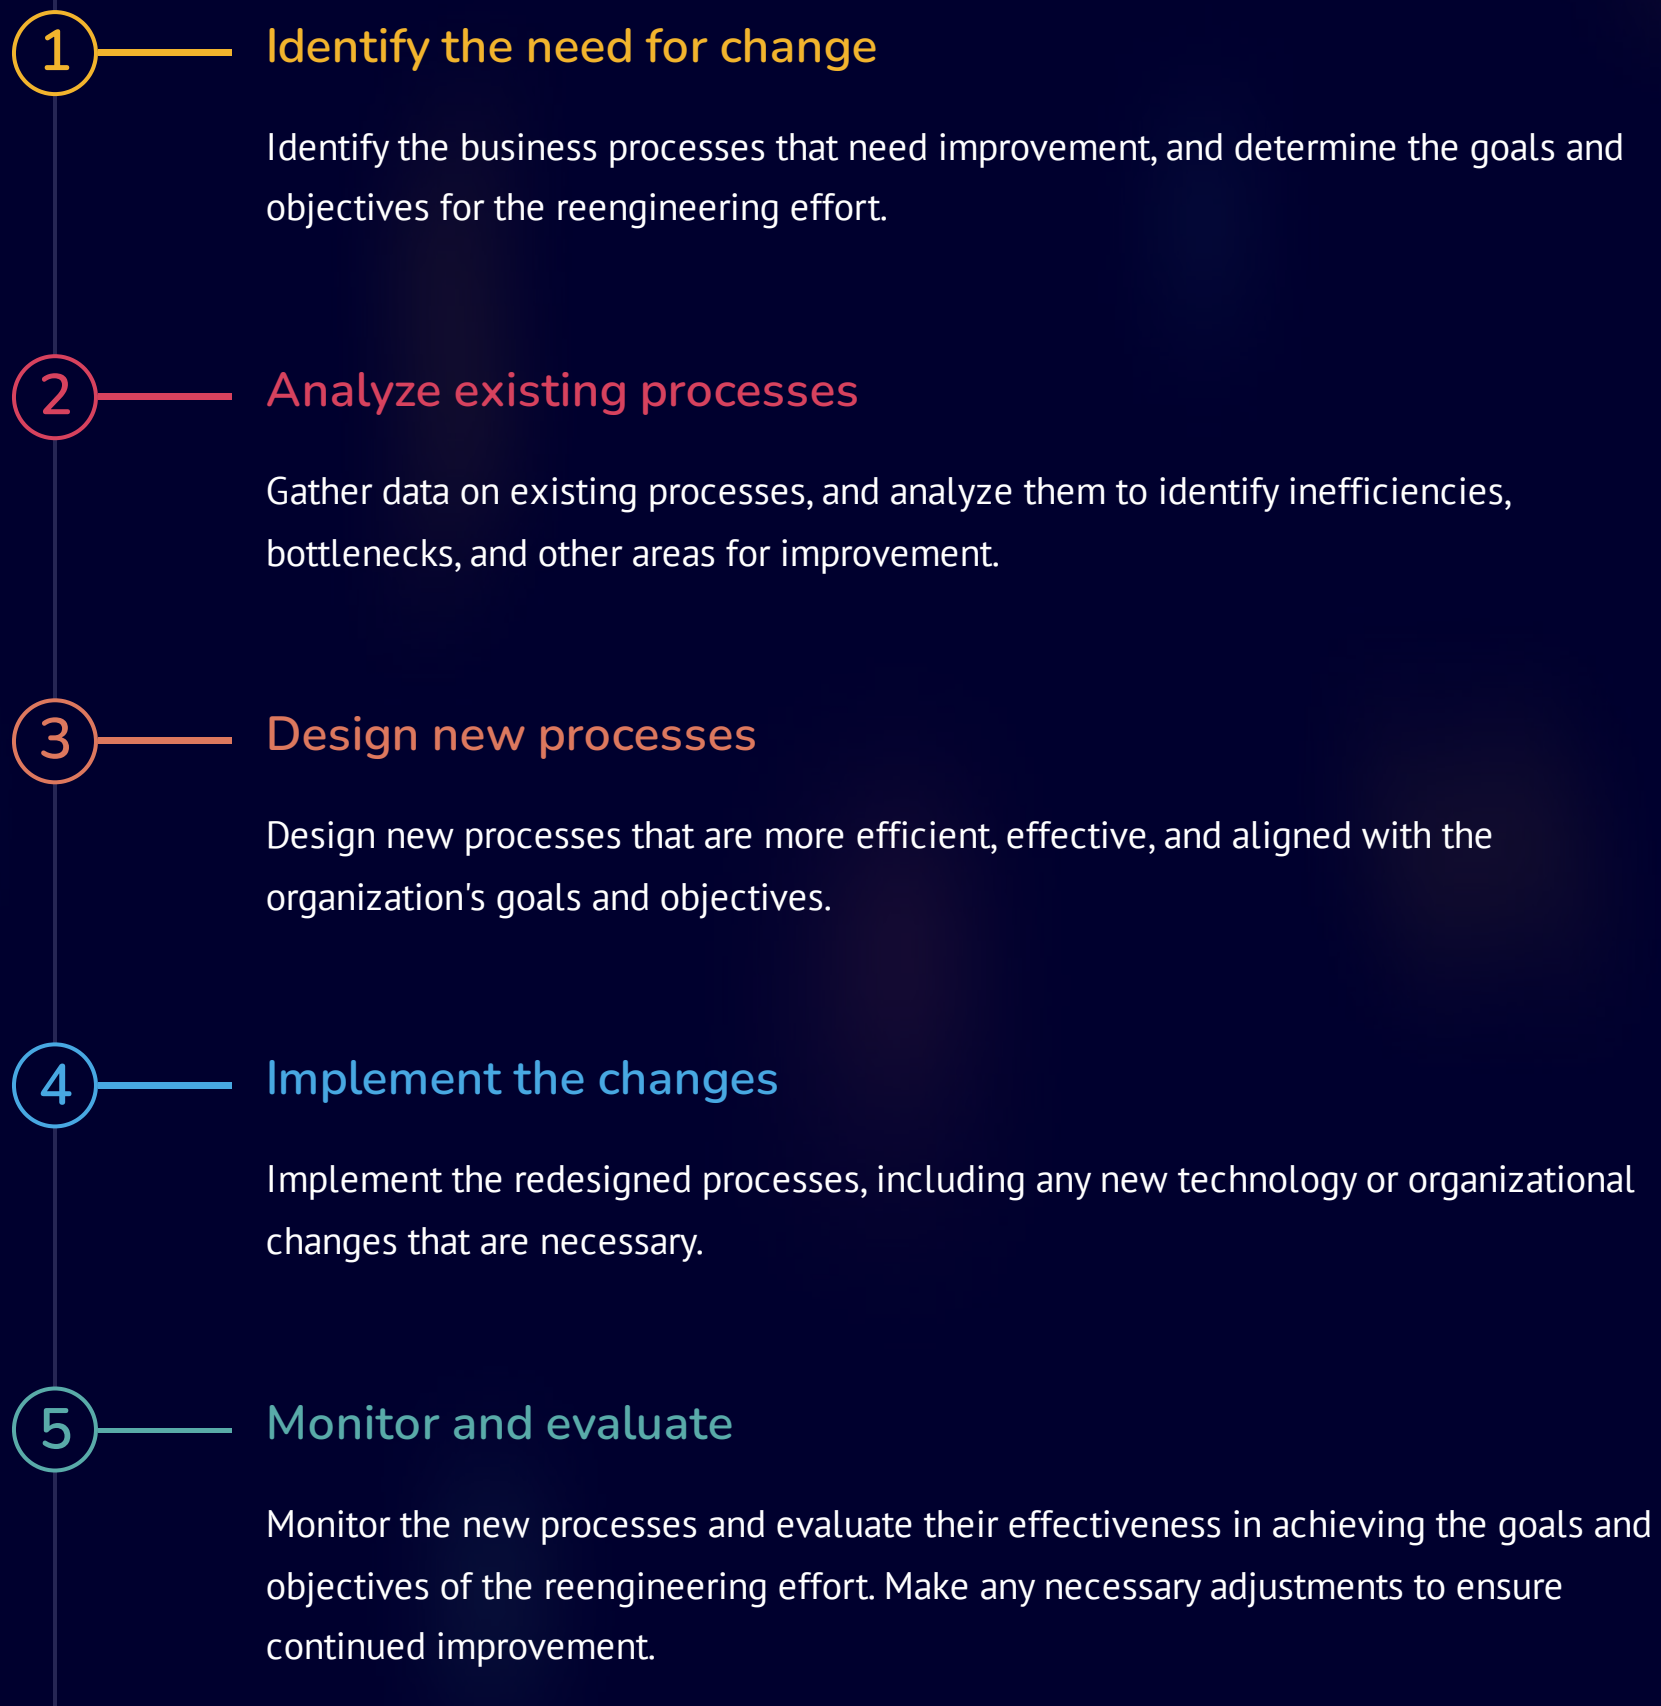 1 Identify the need for change
Identify the business processes that need improvement, and determine the goals and
objectives for the reengineering effort.
2 Analyze existing processes
Gather data on existing processes, and analyze them to identify inefficiencies,
bottlenecks, and other areas for improvement.
3 Design new processes
Design new processes that are more efficient, effective, and aligned with the
organization's goals and objectives.
4 Implement the changes
Implement the redesigned processes, including any new technology or organizational
changes that are necessary.
5 Monitor and evaluate
Monitor the new processes and evaluate their effectiveness in achieving the goals and
objectives of the reengineering effort. Make any necessary adjustments to ensure
continued improvement.